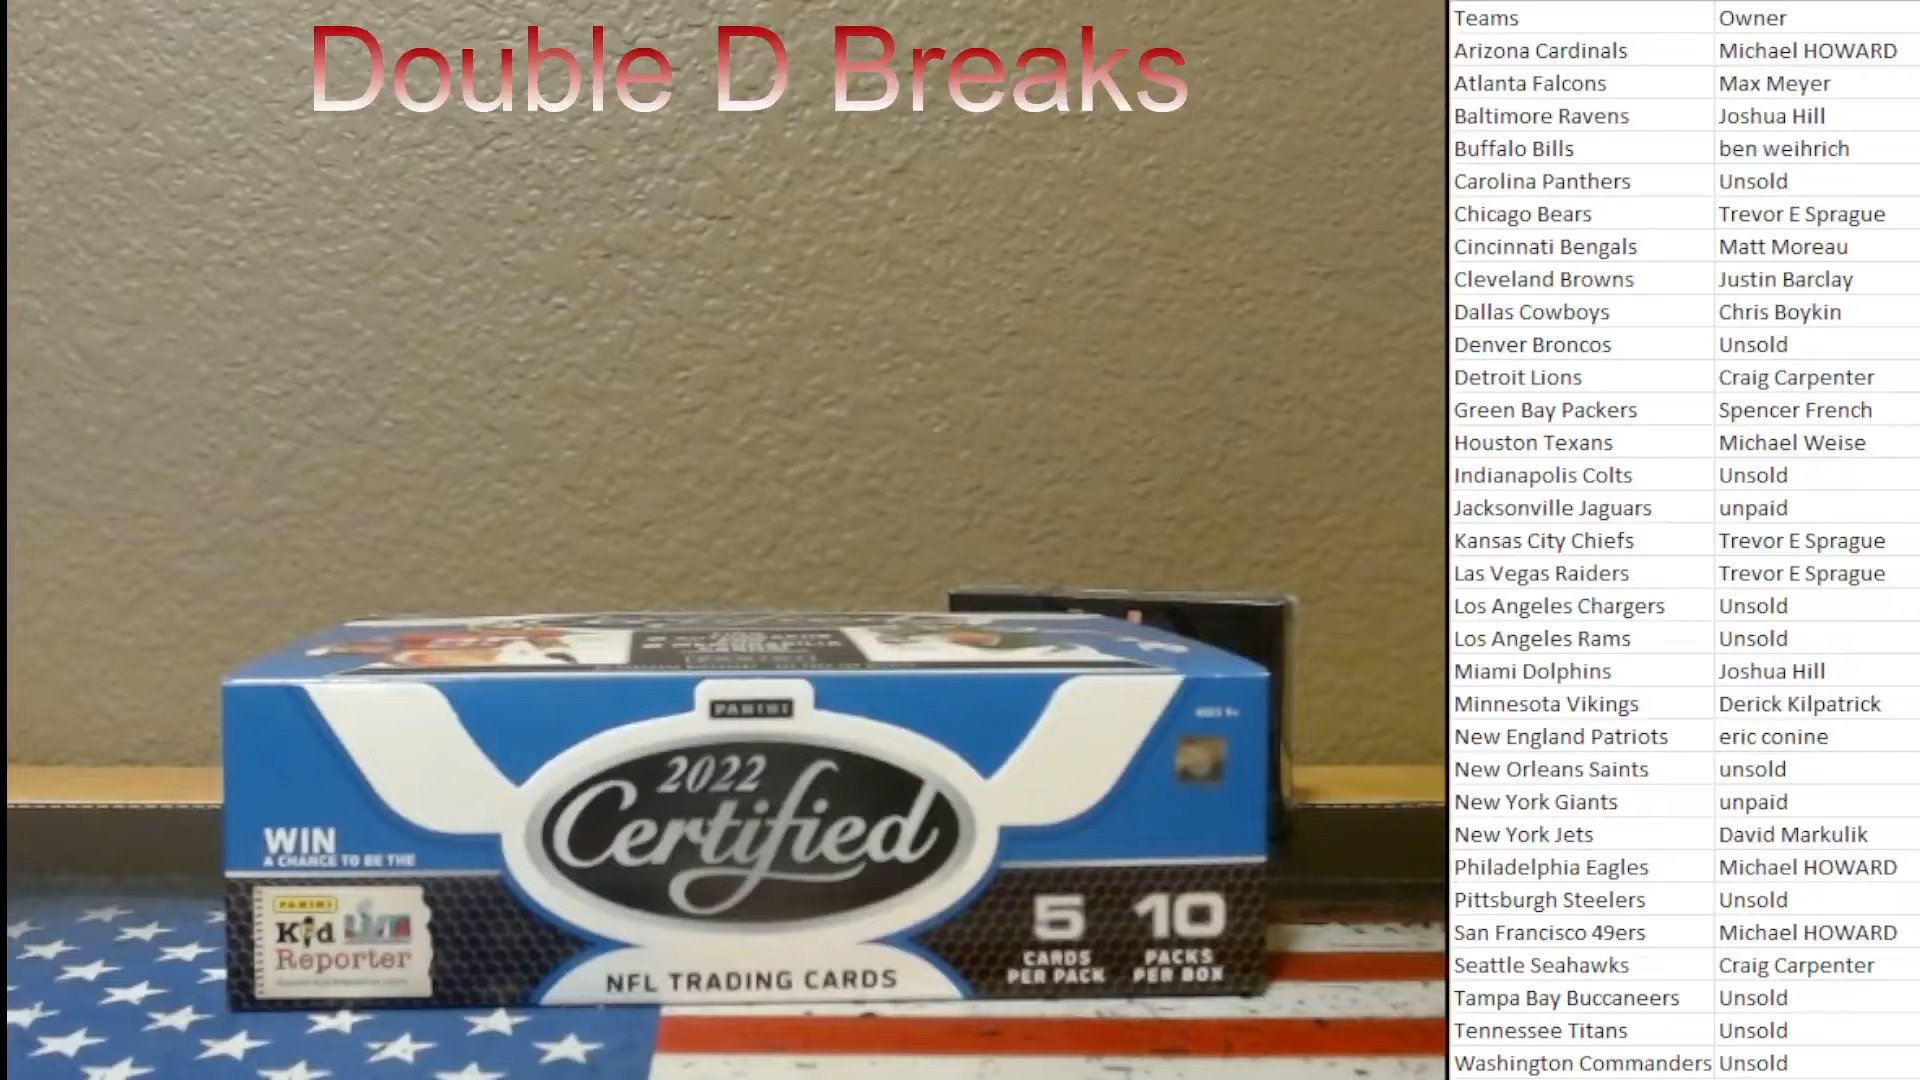 Double D Breaks
PANINI
2022
Certified
WIN
A CHANCE TO BE THE
PANINI
Kid
Reporter
NFL TRADING CARDS
5
CARDS
PER PACK
10
PACKS
PER BOX
Teams Owner
Arizona Cardinals Michael HOWARD
Atlanta Falcons Max Meyer
Baltimore Ravens Joshua Hill
Buffalo Bills ben weihrich
Carolina Panthers Unsold
Chicago Bears Trevor E Sprague
Cincinnati Bengals Matt Moreau
Cleveland Browns Justin Barclay
Dallas Cowboys Chris Boykin
Denver Broncos Unsold
Detroit Lions Craig Carpenter
Green Bay Packers Spencer French
Houston Texans Michael Weise
Indianapolis Colts Unsold
Jacksonville Jaguars unpaid
Kansas City Chiefs Trevor E Sprague
Las Vegas Raiders Trevor E Sprague
Los Angeles Chargers Unsold
Los Angeles Rams Unsold
Miami Dolphins Joshua Hill
Minnesota Vikings Derick Kilpatrick
New England Patriots eric conine
New Orleans Saints unsold
New York Giants unpaid
New York Jets David Markulik
Philadelphia Eagles Michael HOWARD
Pittsburgh Steelers Unsold
San Francisco 49ers Michael HOWARD
Seattle Seahawks Craig Carpenter
Tampa Bay Buccaneers Unsold
Tennessee Titans Unsold
Washington Commanders Unsold